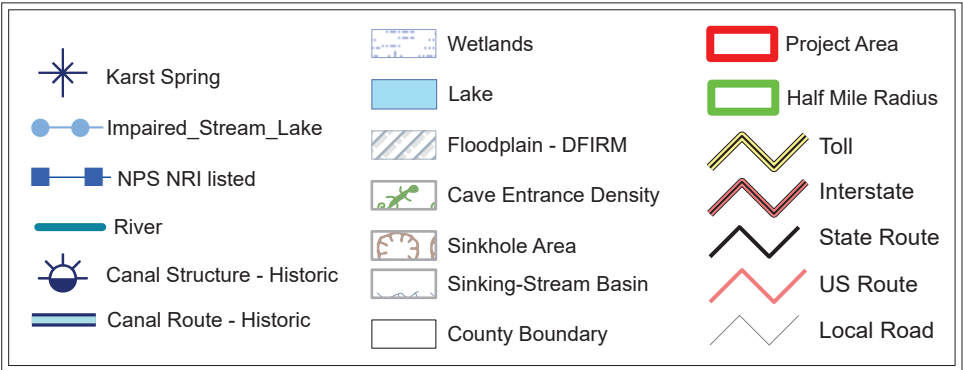 Karst Spring
Impaired_Stream_Lake
NPS NRI listed
River
Canal Structure - Historic
Canal Route - Historic
Wetlands
Lake
Floodplain - DFIRM
Cave Entrance Density
Sinkhole Area
Sinking-Stream Basin
County Boundary
Project Area
Half Mile Radius
Toll
Interstate
State Route
US Route
Local Road